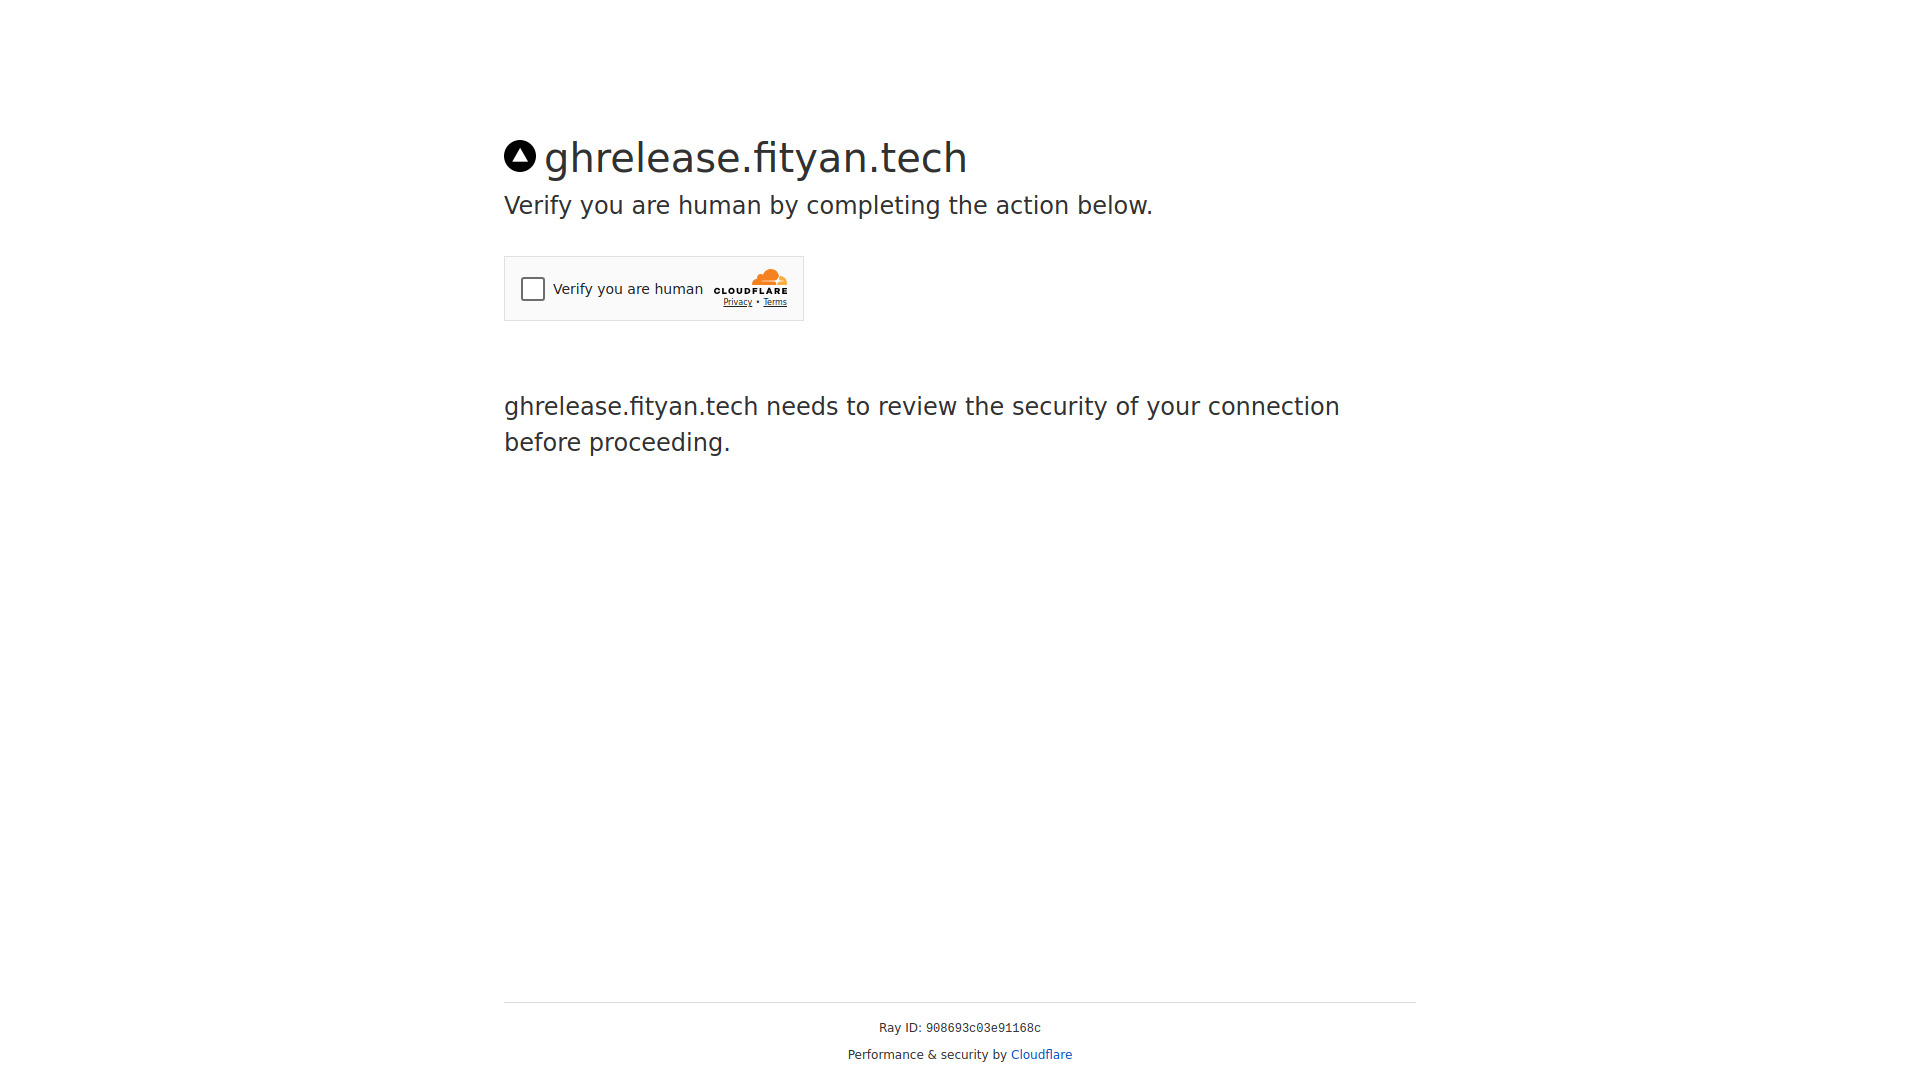 ghrelease.fityan.tech
Verify you are human by completing the action below.
Verify you are human
CLOUDFLARE
Privacy • Terms
ghrelease.fityan.tech needs to review the security of your connection
before proceeding.
Ray ID: 908693c03e91168c
Performance & security by Cloudflare